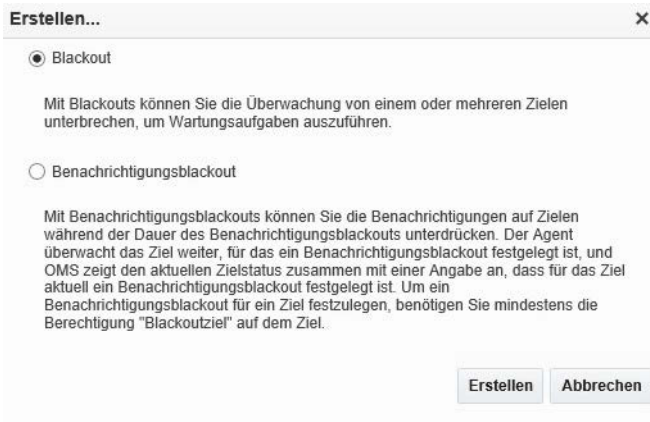 Erstellen...
Blackout
Mit Blackouts können Sie die Überwachung von einem oder mehreren Zielen
unterbrechen, um Wartungsaufgaben auszuführen.
Benachrichtigungsblackout
Mit Benachrichtigungsblackouts können Sie die Benachrichtigungen auf Zielen
während der Dauer des Benachrichtigungsblackouts unterdrücken. Der Agent
überwacht das Ziel weiter, für das ein Benachrichtigungsblackout festgelegt ist, und
OMS zeigt den aktuellen Zielstatus zusammen mit einer Angabe an, dass für das Ziel
aktuell ein Benachrichtigungsblackout festgelegt ist. Um ein
Benachrichtigungsblackout für ein Ziel festzulegen, benötigen Sie mindestens die
Berechtigung "Blackoutziel" auf dem Ziel.
Erstellen Abbrechen